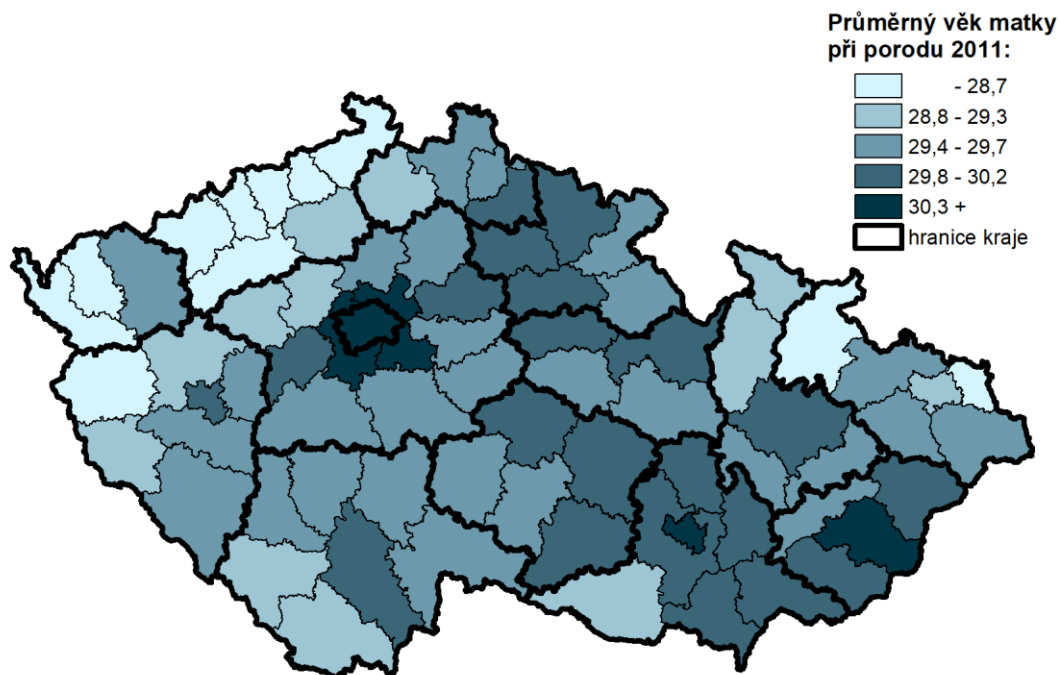 Průměrný věk matky
při porodu 2011:
- 28,7
28,8 - 29,3
29,4 - 29,7
29,8 - 30,2
30,3 +
hranice kraje